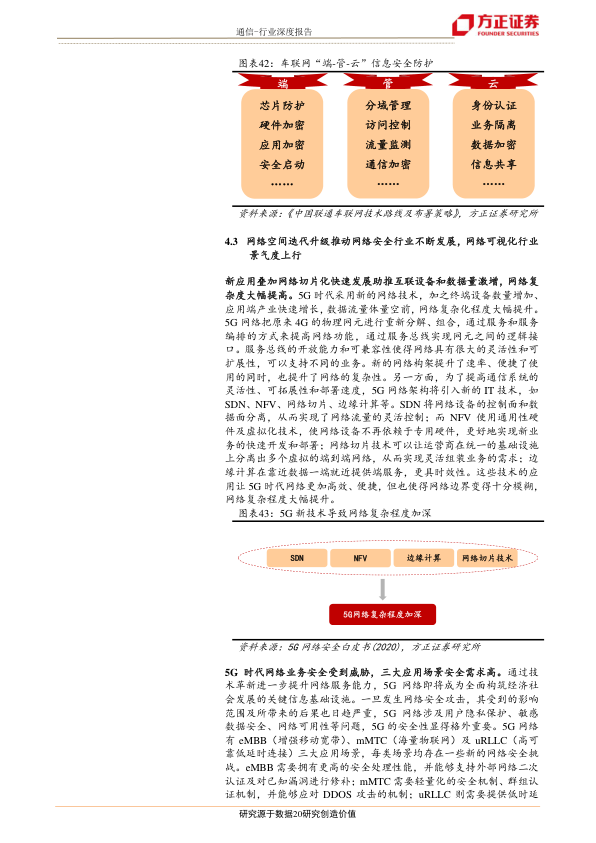 通信-行业深度报告
方正证券
FOUNDER SECURITIES
图表42：车联网“端-管-云”信息安全防护
端 管 云
芯片防护 分域管理 身份认证
硬件加密 访问控制 业务隔离
应用加密 流量监测 数据加密
安全启动 通信加密 信息共享
…… …… ……
资料来源：《中国联通车联网技术路线及布署策略》，方正证券研究所
4.3 网络空间迭代升级推动网络安全行业不断发展，网络可视化行业
景气度上行
新应用叠加网络切片化快速发展助推互联设备和数据量激增，网络复
杂度大幅提高。5G 时代采用新的网络技术，加之终端设备数量增加、
应用端产业快速增长，数据流量体量空前，网络复杂化程度大幅提升。
5G 网络把原来 4G 的物理网元进行重新分解、组合，通过服务和服务
编排的方式来提高网络功能，通过服务总线实现网元之间的逻辑接
口。服务总线的开放能力和可兼容性使得网络具有很大的灵活性和可
扩展性，可以支持不同的业务。新的网络构架提升了速率、便捷了使
用的同时，也提升了网络的复杂性。另一方面，为了提高通信系统的
灵活性、可拓展性和部署速度，5G 网络架构将引入新的 IT 技术，如
SDN、NFV、网络切片、边缘计算等。SDN 将网络设备的控制面和数
据面分离，从而实现了网络流量的灵活控制；而 NFV 使用通用性硬
件及虚拟化技术，使网络设备不再依赖于专用硬件，更好地实现新业
务的快速开发和部署；网络切片技术可以让运营商在统一的基础设施
上分离出多个虚拟的端到端网络，从而实现灵活组装业务的需求；边
缘计算在靠近数据一端就近提供端服务，更具时效性。这些技术的应
用让 5G 时代网络更加高效、便捷，但也使得网络边界变得十分模糊，
网络复杂程度大幅提升。
图表43：5G 新技术导致网络复杂程度加深
SDN NFV 边缘计算 网络切片技术
5G网络复杂程度加深
资料来源：5G 网络安全白皮书(2020)，方正证券研究所
5G 时代网络业务安全受到威胁，三大应用场景安全需求高。通过技
术革新进一步提升网络服务能力，5G 网络即将成为全面构筑经济社
会发展的关键信息基础设施。一旦发生网络安全攻击，其受到的影响
范围及所带来的后果也日趋严重，5G 网络涉及用户隐私保护、敏感
数据安全、网络可用性等问题，5G 的安全性显得格外重要。5G 网络
有 eMBB（增强移动宽带）、mMTC（海量物联网）及 uRLLC（高可
靠低延时连接）三大应用场景，每类场景均存在一些新的网络安全挑
战。eMBB 需要拥有更高的安全处理性能，并能够支持外部网络二次
认证及对已知漏洞进行修补；mMTC 需要轻量化的安全机制、群组认
证机制，并能够应对 DDOS 攻击的机制；uRLLC 则需要提供低时延
研究源于数据20研究创造价值